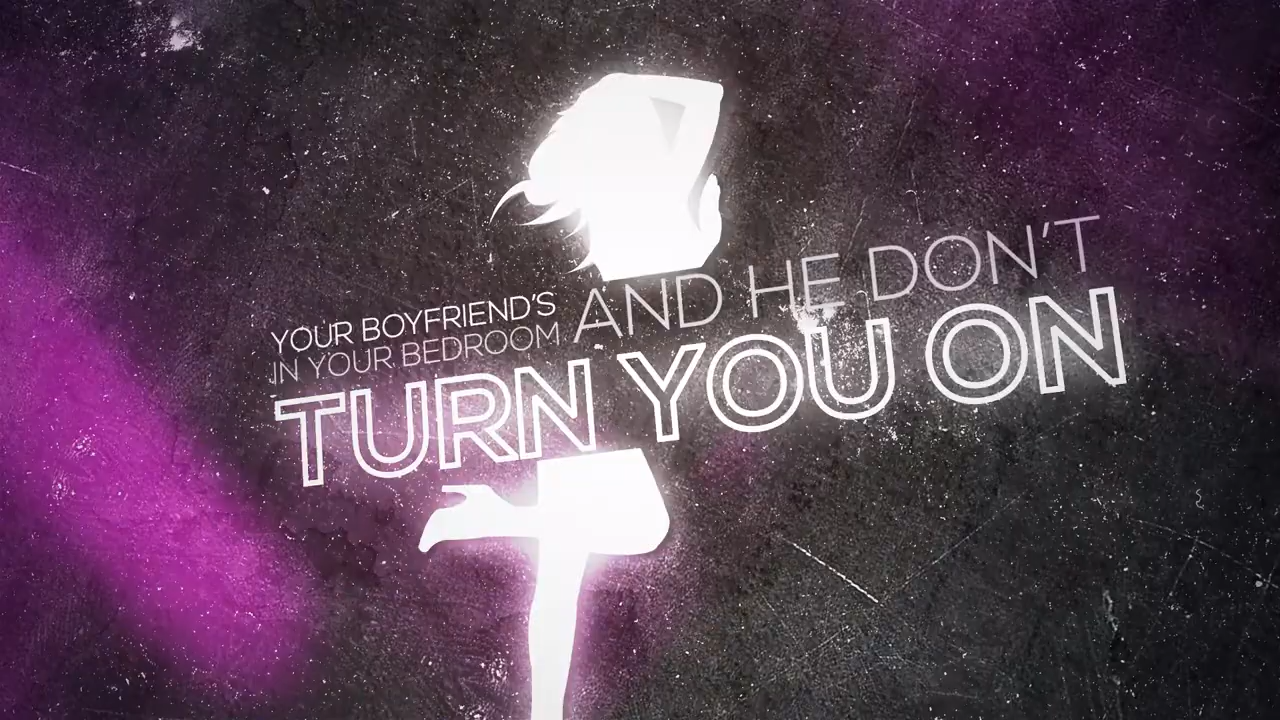 YOUR BOYFRIEND'S
IN YOUR BEDROOM
AND HE DON'T
TURN YOU ON